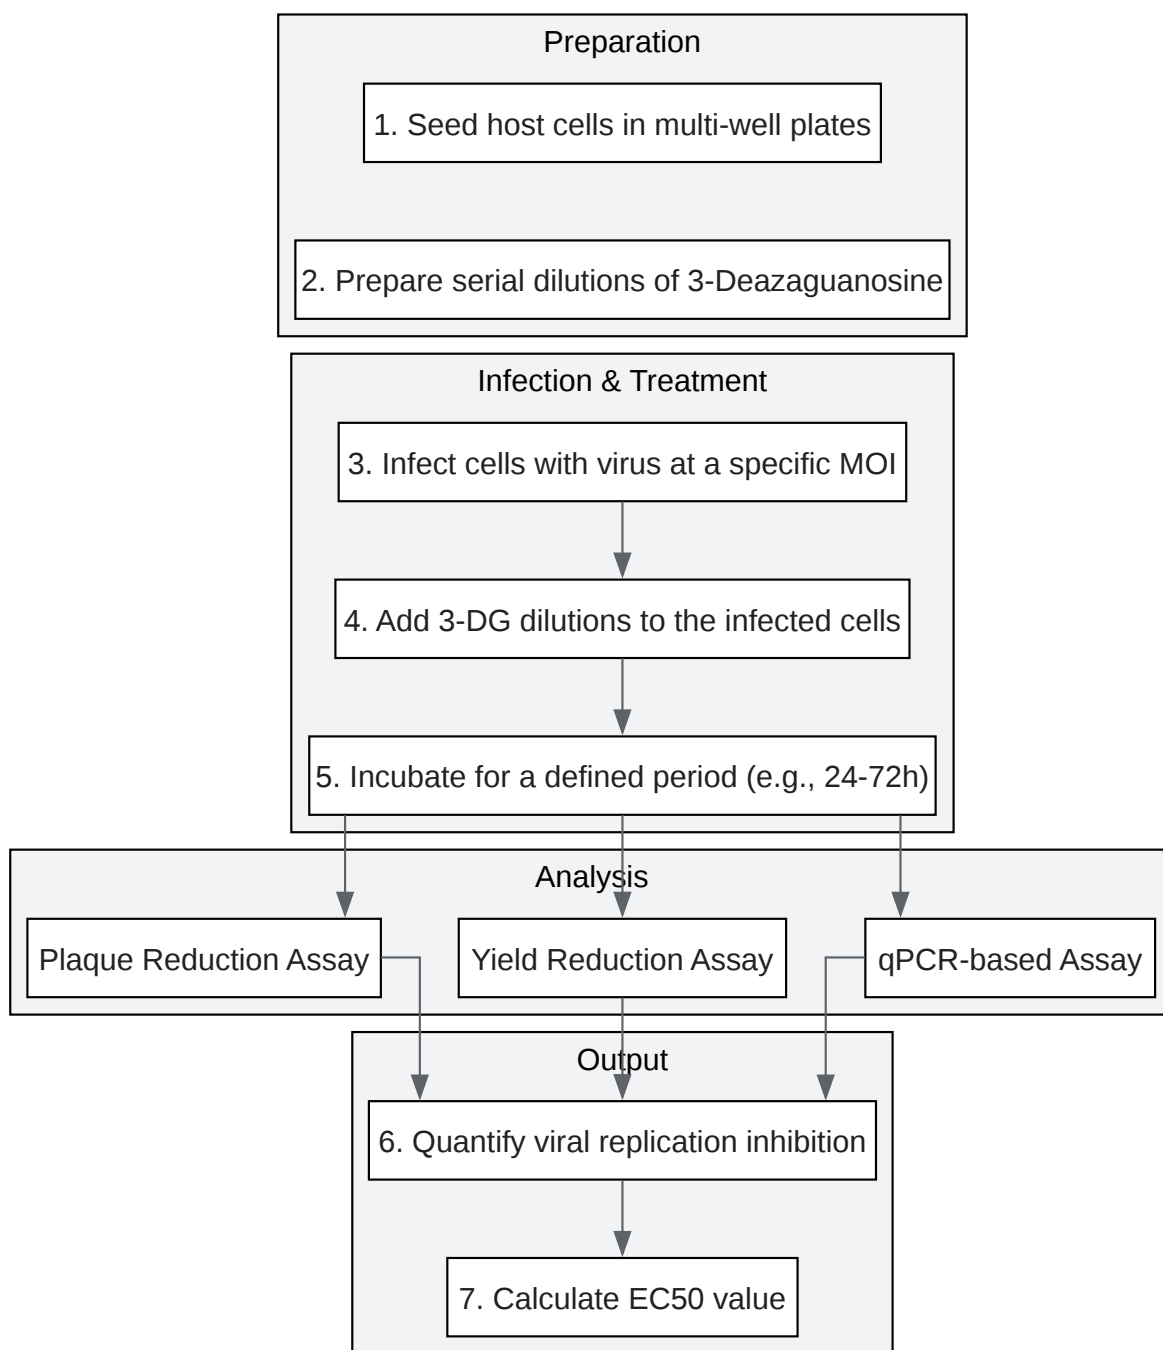 Preparation
1. Seed host cells in multi-well plates
2. Prepare serial dilutions of 3-Deazaguanosine
Infection & Treatment
3. Infect cells with virus at a specific MOI
4. Add 3-DG dilutions to the infected cells
5. Incubate for a defined period (e.g., 24-72h)
Analysis
Plaque Reduction Assay
Yield Reduction Assay
qPCR-based Assay
Output
6. Quantify viral replication inhibition
7. Calculate EC50 value